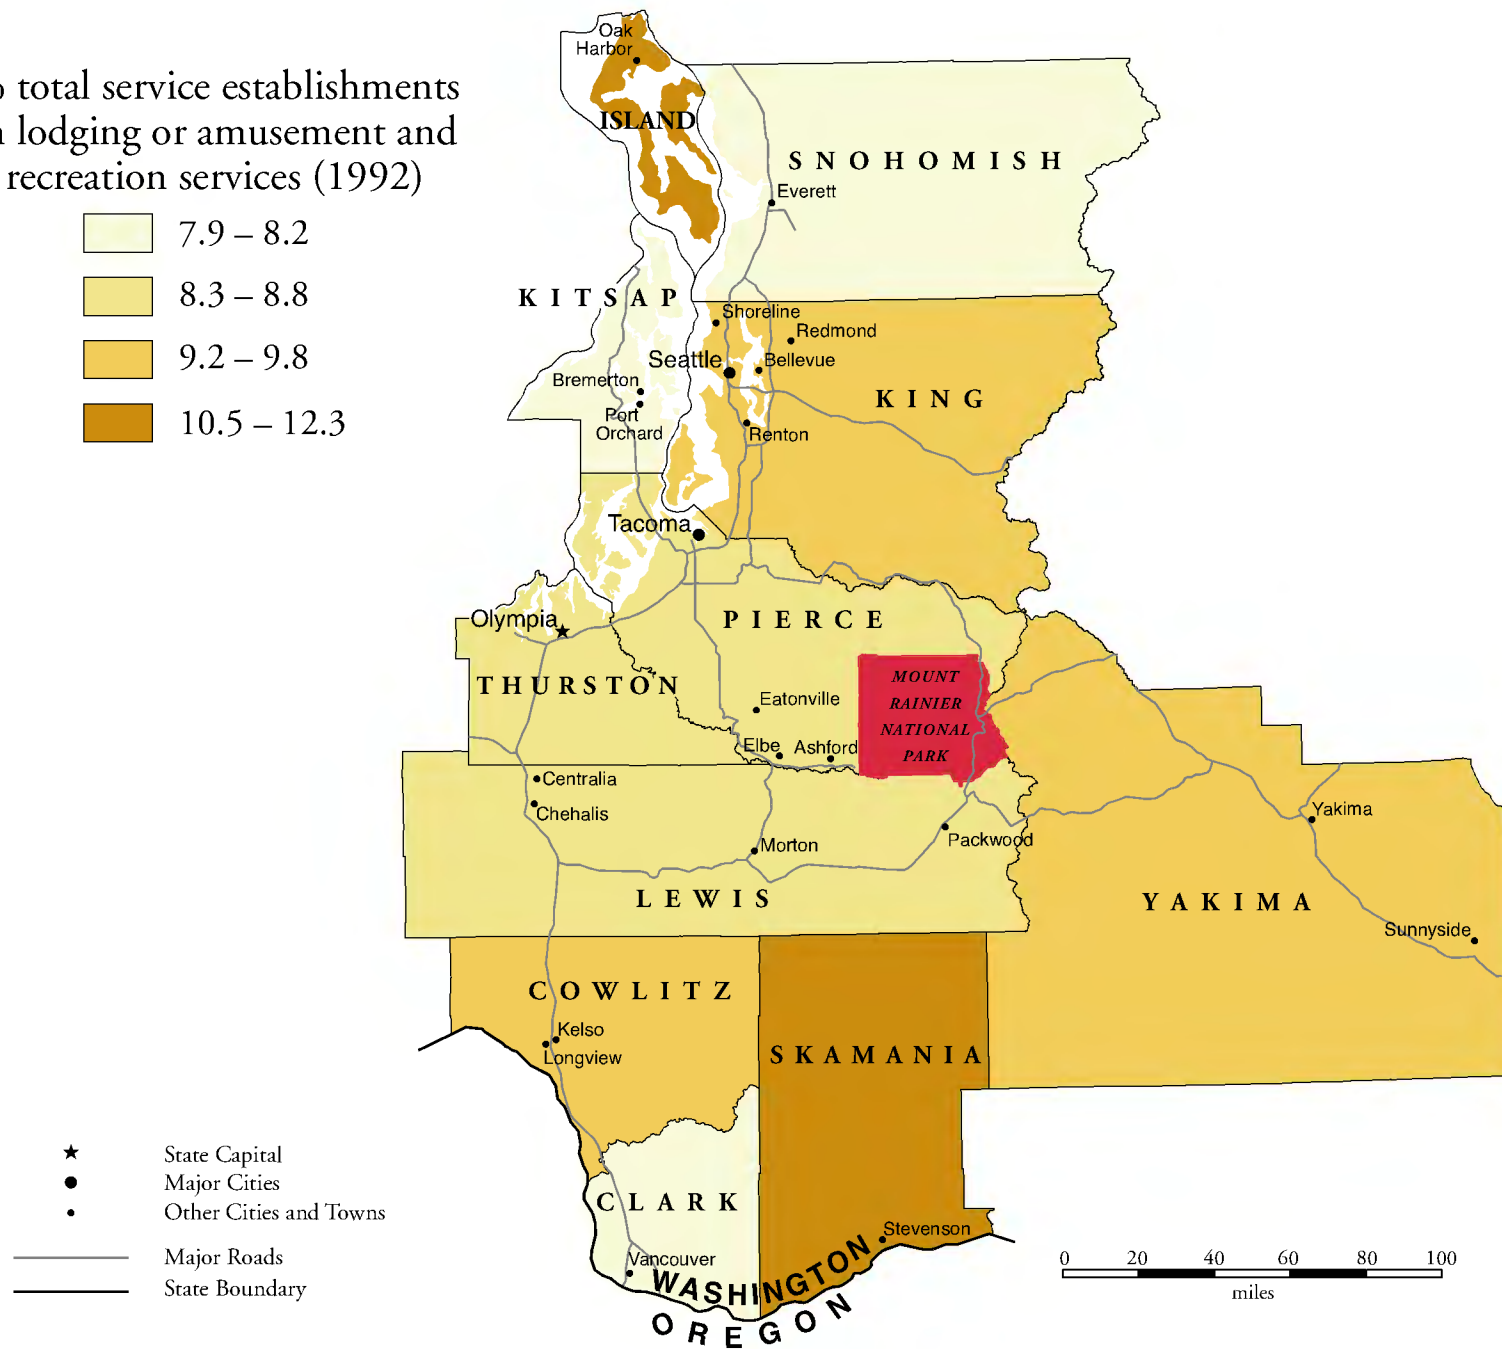 total service establishments
lodging or amusement and
recreation services (1992)
7.9 – 8.2
8.3 – 8.8
9.2 – 9.8
10.5 – 12.3
Oak
Harbor
ISLAND
SNOHOMISH
Everett
KITSAP
Shoreline
Redmond
Seattle
Bellevue
Bremerton
KING
Port
Orchard
Renton
Tacoma
Olympia
PIERCE
THURSTON
MOUNT
RAINIER
NATIONAL
PARK
Eatonville
Elbe
Ashford
Centralia
Chehalis
Morton
Packwood
Yakima
LEWIS
YAKIMA
Sunnyside
COWLITZ
Kelso
Longview
SKAMANIA
CLARK
Stevenson
Vancouver
WASHINGTON
OREGON
State Capital
Major Cities
Other Cities and Towns
Major Roads
State Boundary
0 20 40 60 80 100
miles